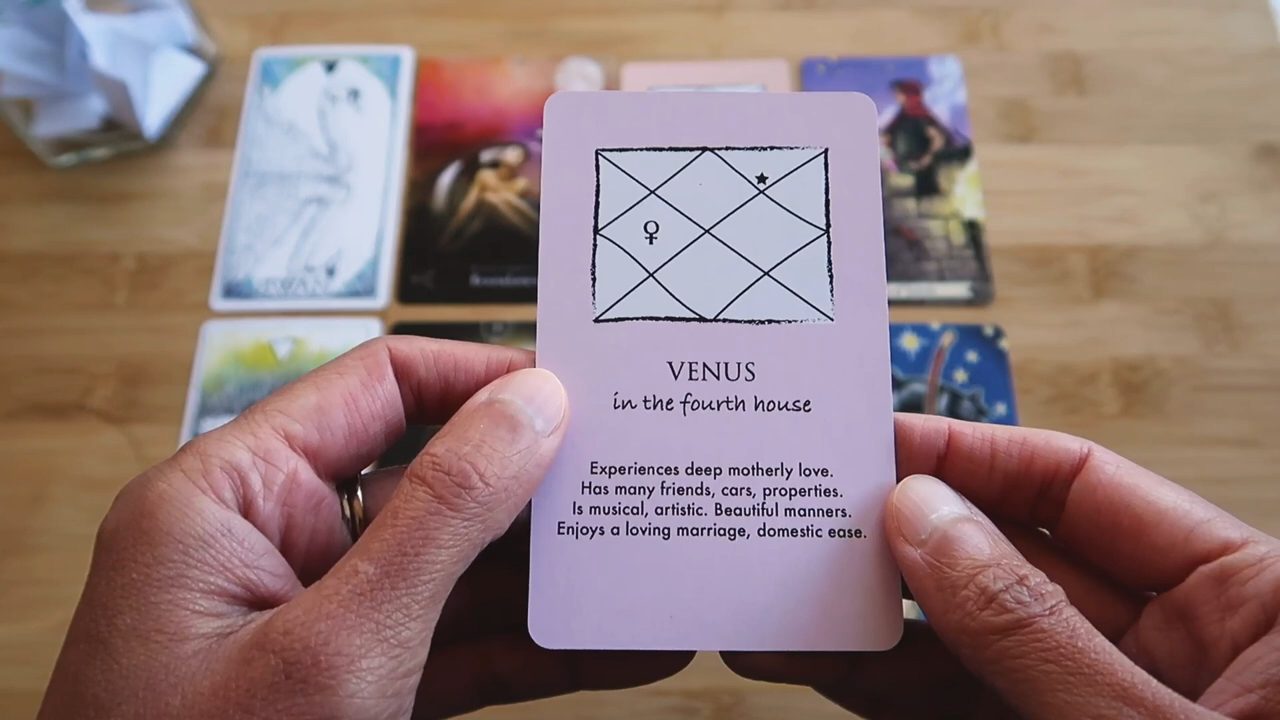 VENUS
in the fourth house
Experiences deep motherly love.
Has many friends, cars, properties.
Is musical, artistic. Beautiful manners.
Enjoys a loving marriage, domestic ease.